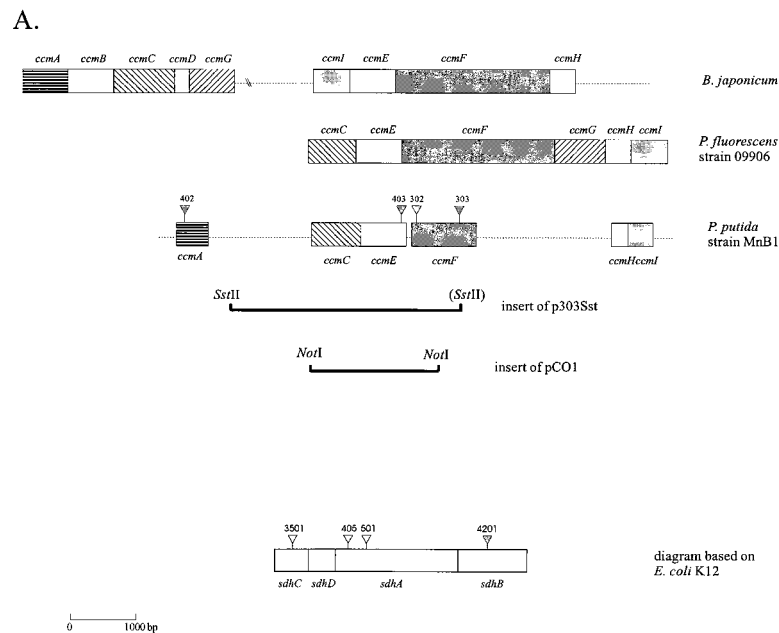 A.
ccmA ccmB ccmC ccmD ccmG ccmI ccmE ccmF ccmH
B. japonicum
ccmC ccmE ccmF ccmG ccmH ccmI
P. fluorescens
strain 09906
402 403 302 303
P. putida
strain MnB1
ccmA ccmC ccmE ccmF ccmHccmI
SstII (SstII)
insert of p303Sst
NotI NotI
insert of pCO1
3501 405 501 4201
diagram based on
E. coli K12
sdhC sdhD sdhA sdhB
0 1000 bp